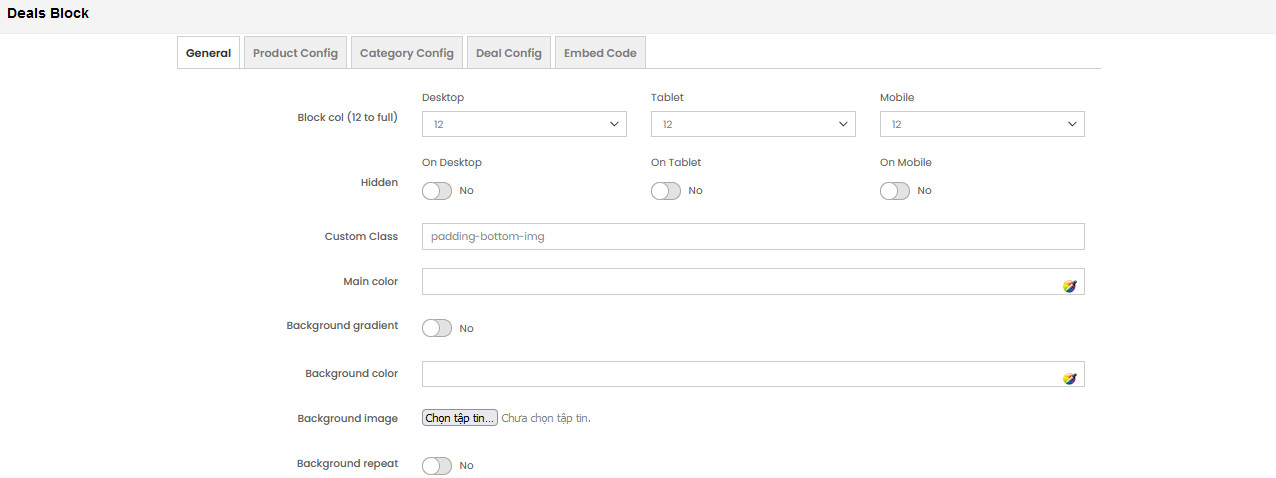 Deals Block
General Product Config Category Config Deal Config Embed Code
Desktop Tablet Mobile
Block col (12 to full) 12 12 12
On Desktop On Tablet On Mobile
Hidden No No No
Custom Class padding-bottom-img
Main color
Background gradient No
Background color
Background image Chọn tập tin... Chưa chọn tập tin.
Background repeat No